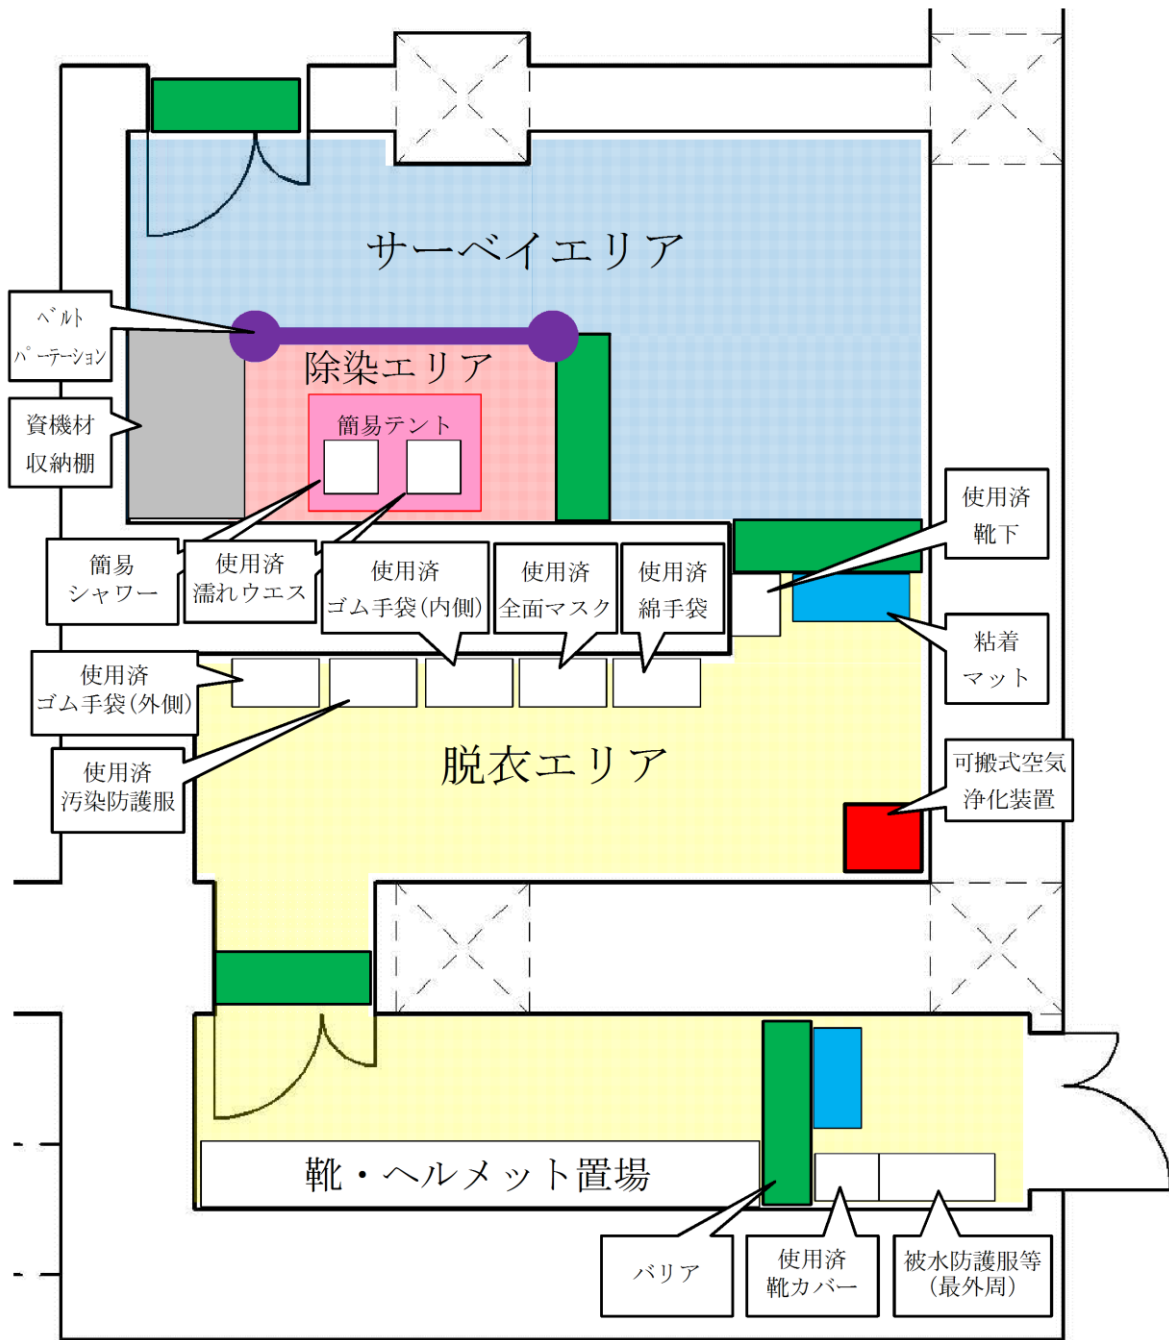 サーベイエリア
ベルト
パーテーション
除染エリア
資機材
収納棚
簡易テント
使用済
靴下
簡易
シャワー
使用済
濡れウエス
使用済
ゴム手袋(内側)
使用済
全面マスク
使用済
綿手袋
粘着
マット
使用済
ゴム手袋(外側)
使用済
汚染防護服
脱衣エリア
可搬式空気
浄化装置
靴・ヘルメット置場
バリア
使用済
靴カバー
被水防護服等
(最外周)